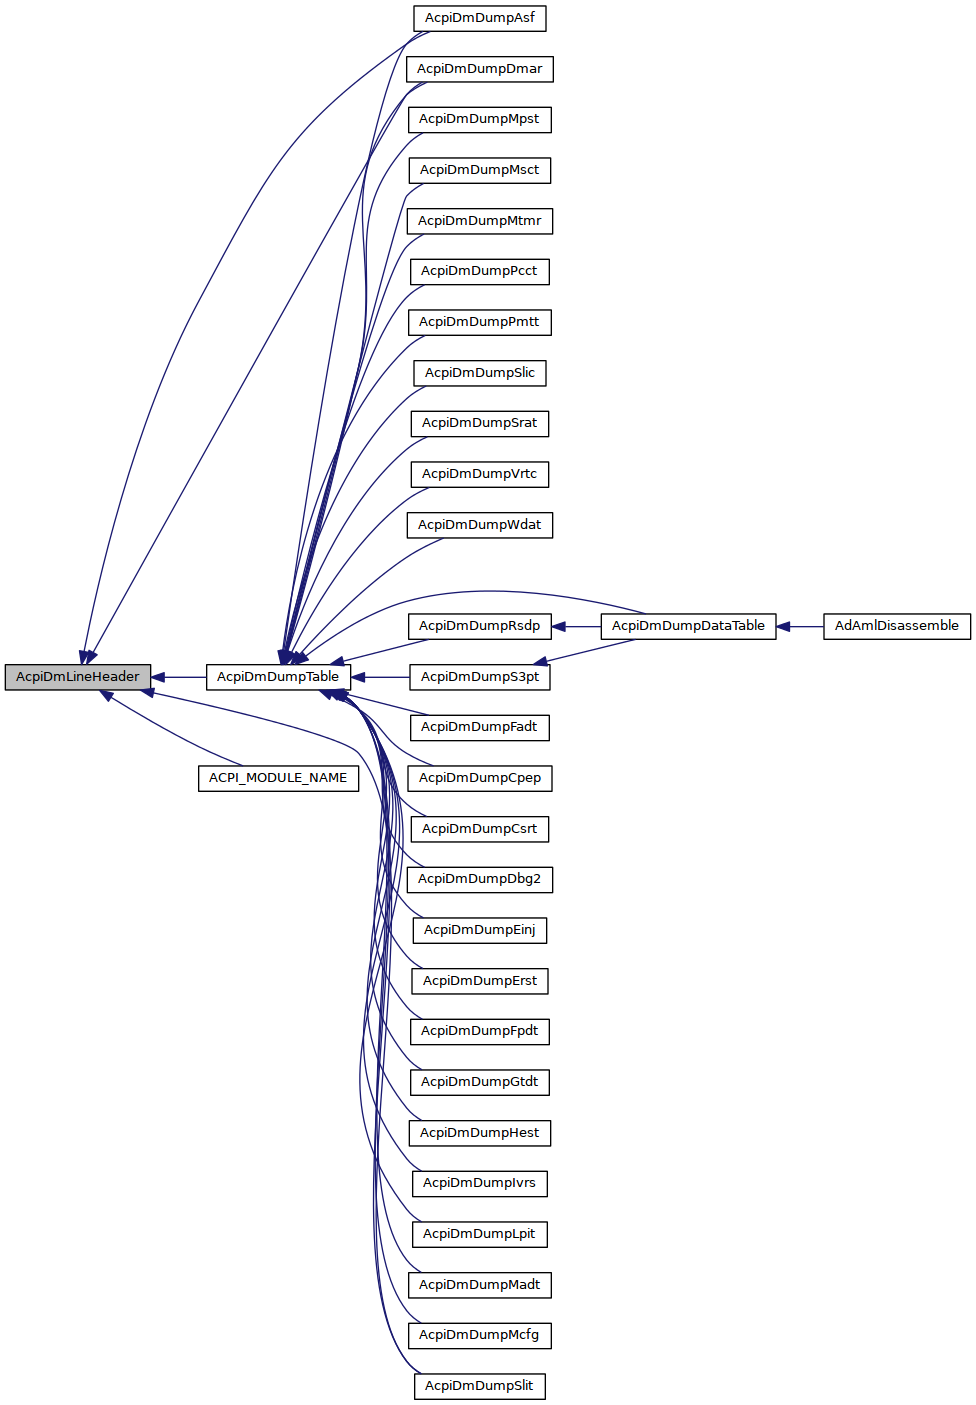 AcpiDmDumpAsf
AcpiDmDumpDmar
AcpiDmDumpMpst
AcpiDmDumpMsct
AcpiDmDumpMtmr
AcpiDmDumpPcct
AcpiDmDumpPmtt
AcpiDmDumpSlic
AcpiDmDumpSrat
AcpiDmDumpVrtc
AcpiDmDumpWdat
AcpiDmDumpRsdp
AcpiDmDumpDataTable
AdAmlDisassemble
AcpiDmLineHeader
AcpiDmDumpTable
AcpiDmDumpS3pt
AcpiDmDumpFadt
ACPI_MODULE_NAME
AcpiDmDumpCpep
AcpiDmDumpCsrt
AcpiDmDumpDbg2
AcpiDmDumpEinj
AcpiDmDumpErst
AcpiDmDumpFpdt
AcpiDmDumpGtdt
AcpiDmDumpHest
AcpiDmDumpIvrs
AcpiDmDumpLpit
AcpiDmDumpMadt
AcpiDmDumpMcfg
AcpiDmDumpSlit